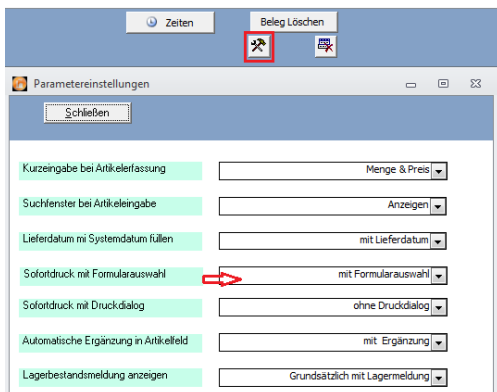 Zeiten
Beleg Löschen
Parametereinstellungen
Schließen
Kurzeingabe bei Artikelerfassung
Menge & Preis
Suchfenster bei Artikeleingabe
Anzeigen
Lieferdatum mi Systemdatum füllen
mit Lieferdatum
Sofortdruck mit Formularauswahl
mit Formularauswahl
Sofortdruck mit Druckdialog
ohne Druckdialog
Automatische Ergänzung in Artikelfeld
mit Ergänzung
Lagerbestandsmeldung anzeigen
Grundsätzlich mit Lagermeldung